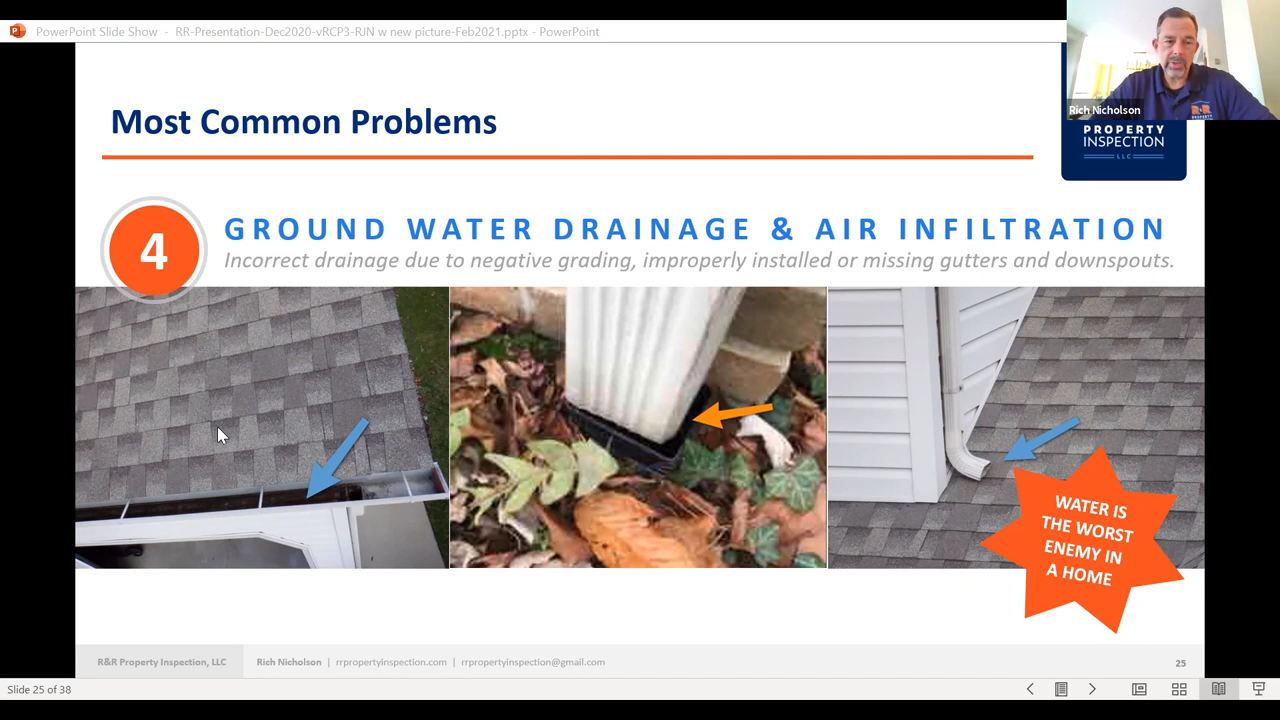 PowerPoint Slide Show - RR-Presentation-Dec2020-vRCP3-RJN w new picture-Feb2021.pptx - PowerPoint
Rich Nicholson
Most Common Problems
PROPERTY
INSPECTION
LLC
4
GROUND WATER DRAINAGE & AIR INFILTRATION
Incorrect drainage due to negative grading, improperly installed or missing gutters and downspouts.
WATER IS
THE WORST
ENEMY IN
A HOME
R&R Property Inspection, LLC
Rich Nicholson | rrpropertyinspection.com | rrpropertyinspection@gmail.com
25
Slide 25 of 38